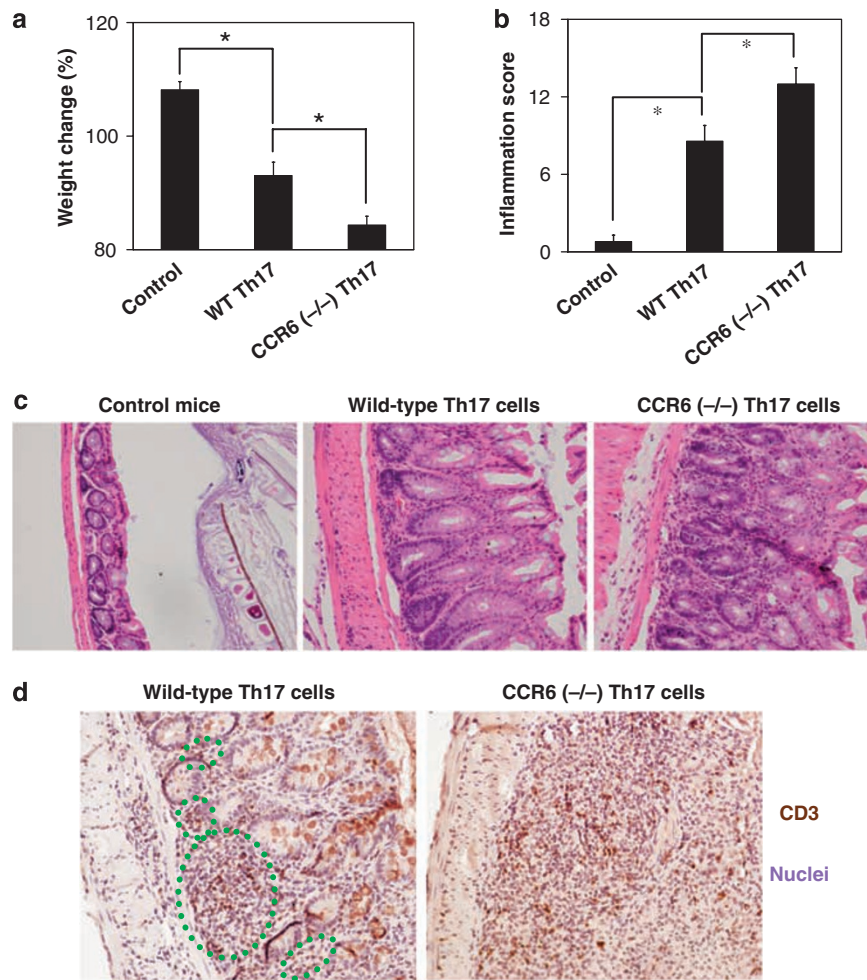 a
120
100
80
Weight change (%)
*
*
Control
WT Th17
CCR6 (–/–) Th17
b
18
12
6
0
Inflammation score
*
*
Control
WT Th17
CCR6 (–/–) Th17
c
Control mice
Wild-type Th17 cells
CCR6 (–/–) Th17 cells
d
Wild-type Th17 cells
CCR6 (–/–) Th17 cells
CD3
Nuclei